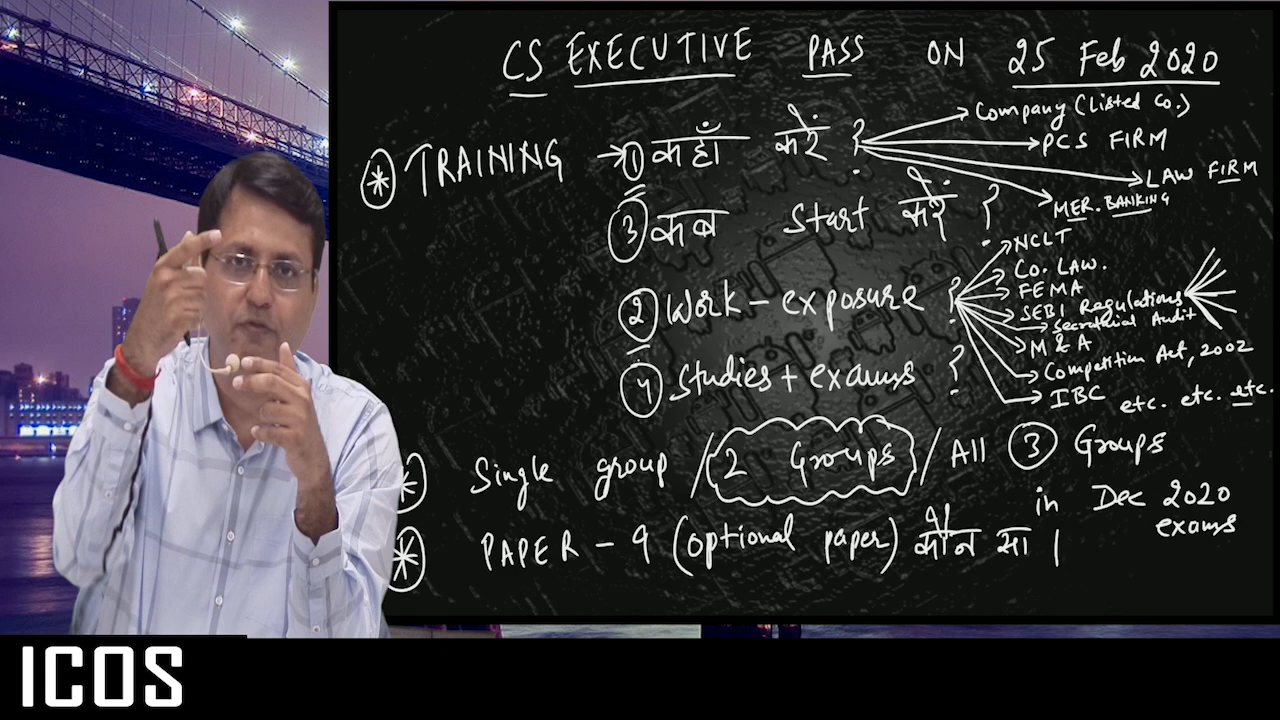 CS EXECUTIVE PASS ON 25 Feb 2020
* TRAINING → ① कहाँ करें ?
Company (Listed Co.)
PCS FIRM
LAW FIRM
MER. BANKING
③ कब Start करें ?
② Work - exposure ?
NCLT
Co. LAW.
FEMA
SEBI Regulations
Secretarial Audit
M & A
Competition Act, 2002
IBC
etc. etc. etc.
④ Studies + exams ?
* Single group / 2 Groups / All ③ Groups
in Dec 2020
exams
* PAPER - 9 (optional paper) कौन सा |
ICOS